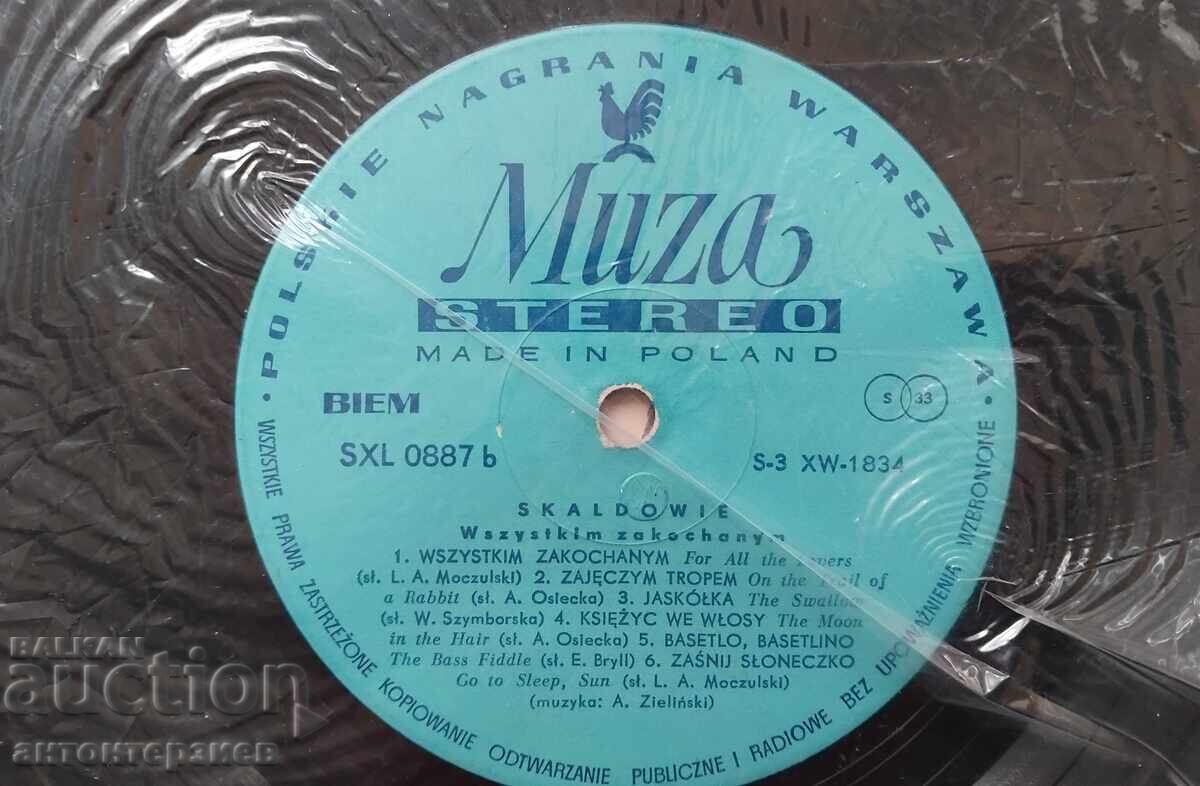 POLSKIE NAGRANIA WARSZAWA
Muza
STEREO
MADE IN POLAND
BIEM
S 33
SXL 0887 b
S-3 XW-1834
SKALDOWIE
Wszystkim zakochanym
1. WSZYSTKIM ZAKOCHANYM For All the Lovers
(sł. L. A. Moczulski) 2. ZAJĘCZYM TROPEM On the Trail of
a Rabbit (sł. A. Osiecka) 3. JASKÓŁKA The Swallow
(sł. W. Szymborska) 4. KSIĘŻYC WE WŁOSY The Moon
in the Hair (sł. A. Osiecka) 5. BASETLO, BASETLINO
The Bass Fiddle (sł. E. Bryll) 6. ZAŚNIJ SŁONECZKO
Go to Sleep, Sun (sł. L. A. Moczulski)
(muzyka: A. Zieliński)
WSZYSTKIE PRAWA ZASTRZEŻONE KOPIOWANIE ODTWARZANIE PUBLICZNE I RADIOWE BEZ UPOWAŻNIENIA WZBRONIONE
BALKAN
auction
антонтерзиев